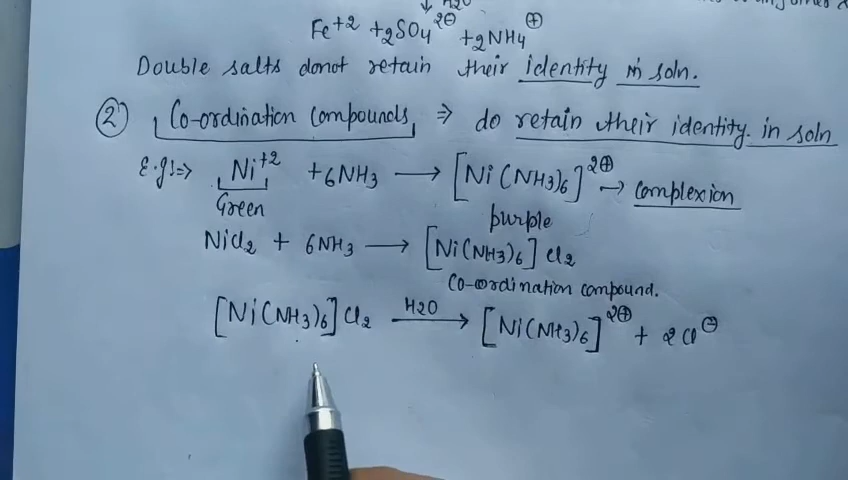 ↓ H2O
Fe+2 + 2SO4 2⊖ + 2NH4 ⊕
Double salts donot retain their identity in soln.
② Co-ordination Compounds ⇒ do retain their identity in soln
E.g!⇒ Ni+2 + 6NH3 ⟶ [Ni(NH3)6]2⊕ → Complexion
Green purple
NiCl2 + 6NH3 ⟶ [Ni(NH3)6]Cl2
Co-ordination compound.
[Ni(NH3)6]Cl2 H2O⟶ [Ni(NH3)6]2⊕ + 2Cl⊖